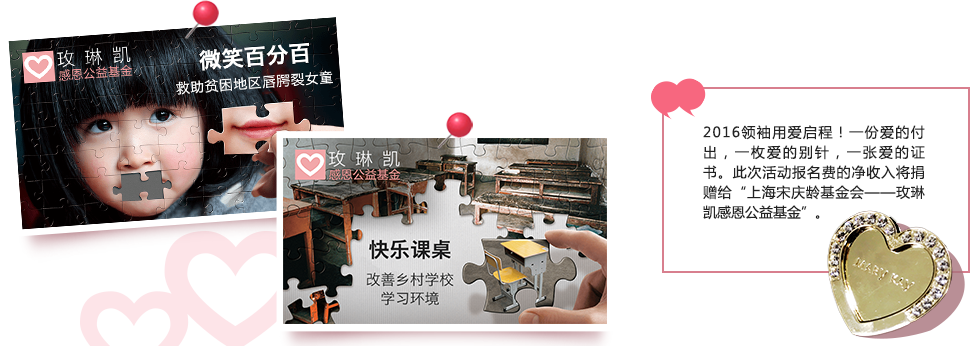 玫琳凯
感恩公益基金
微笑百分百
救助贫困地区唇腭裂女童
玫琳凯
感恩公益基金
快乐课桌
改善乡村学校
学习环境
2016领袖用爱启程！一份爱的付
出，一枚爱的别针，一张爱的证
书。此次活动报名费的净收入将捐
赠给“上海宋庆龄基金会——玫琳
凯感恩公益基金”。
MARY KAY